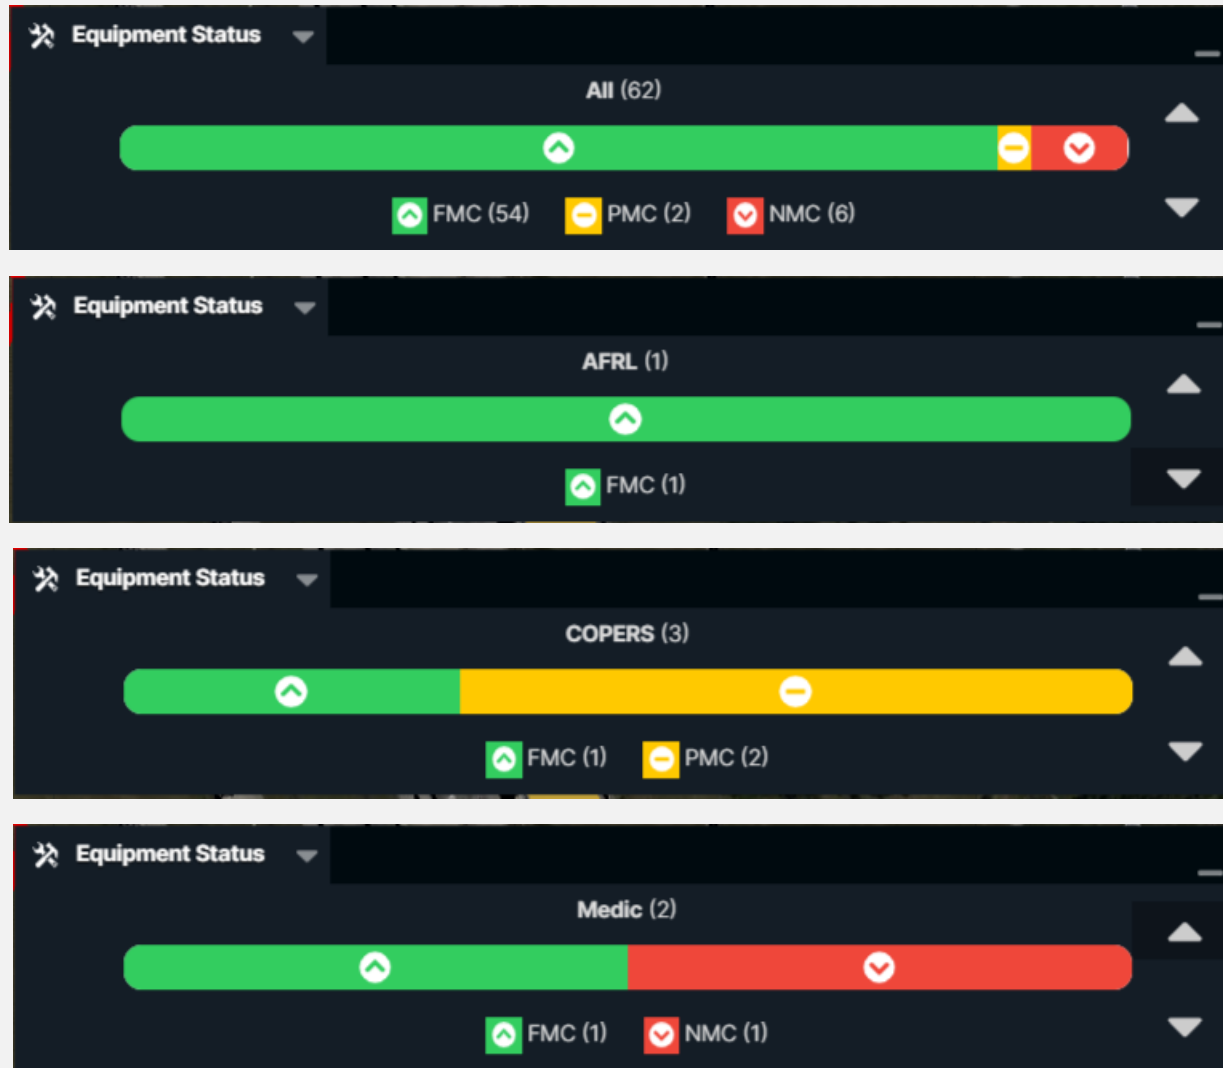 Equipment Status
All (62)
FMC (54) PMC (2) NMC (6)
Equipment Status
AFRL (1)
FMC (1)
Equipment Status
COPERS (3)
FMC (1) PMC (2)
Equipment Status
Medic (2)
FMC (1) NMC (1)